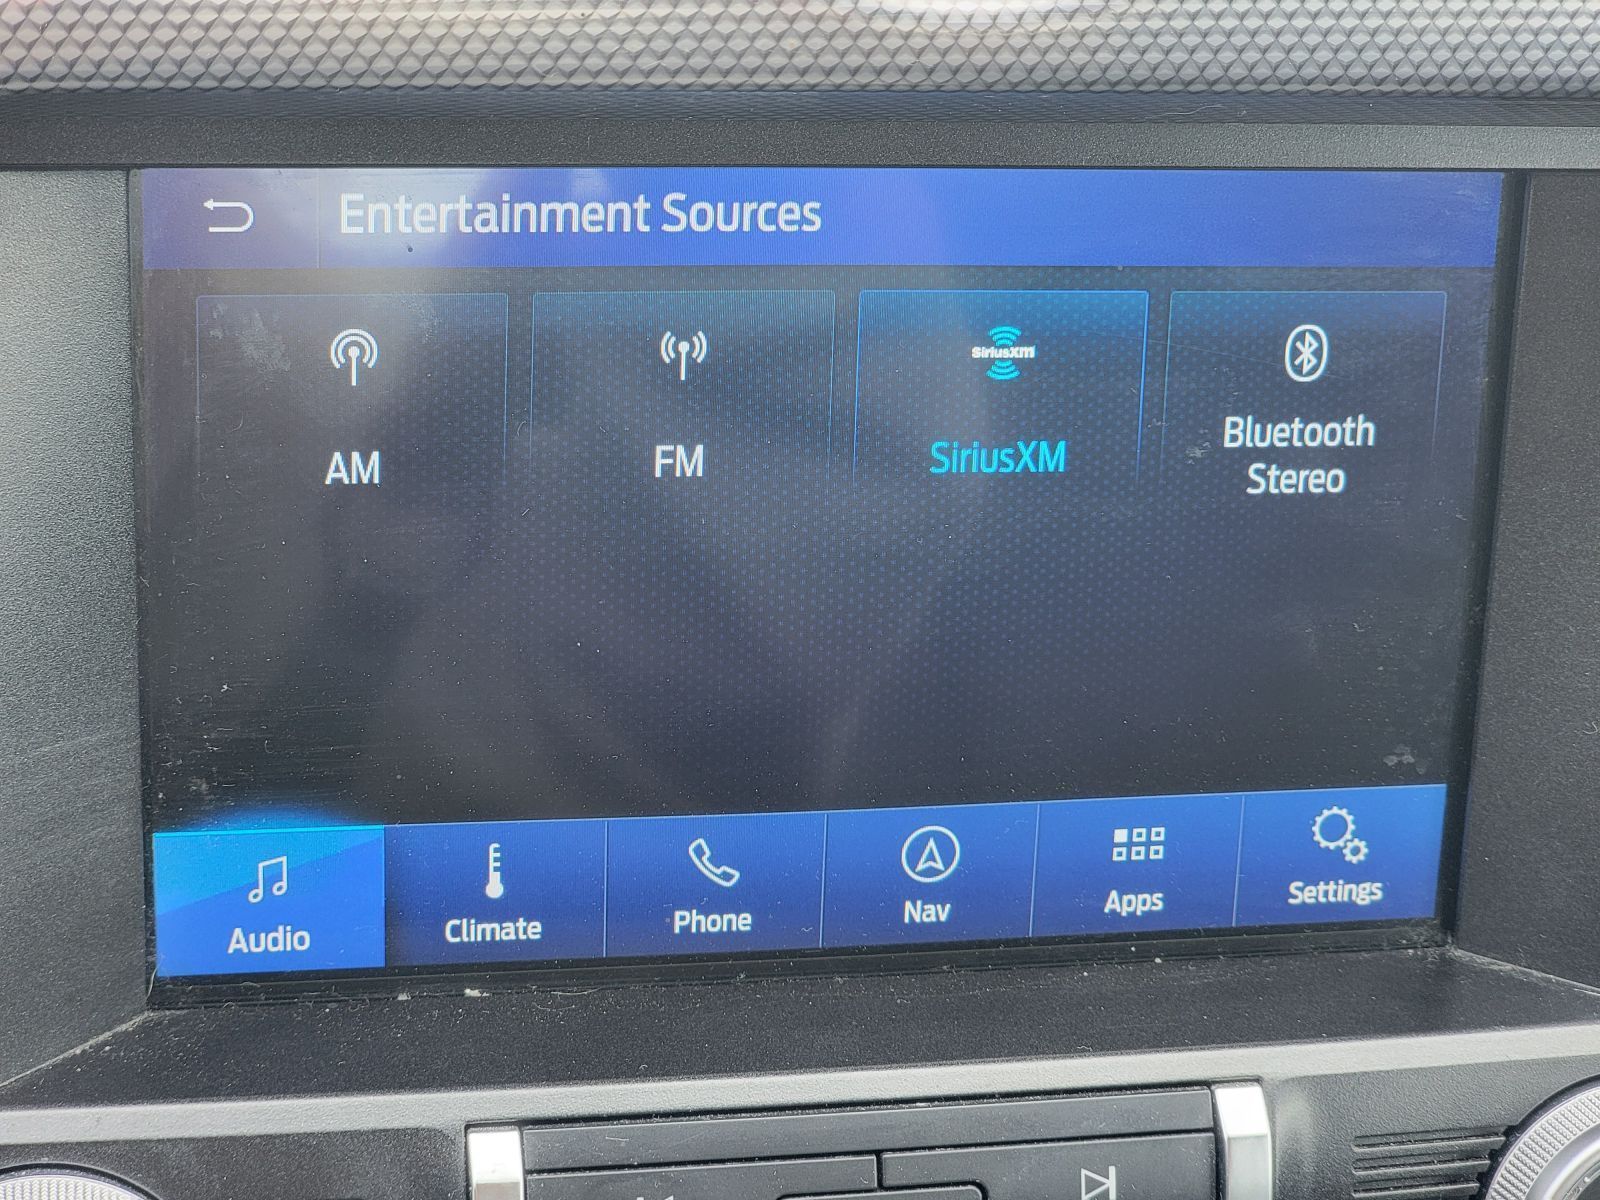 Entertainment Sources
SiriusXM
AM
FM
SiriusXM
Bluetooth
Stereo
Audio
Climate
Phone
Nav
Apps
Settings